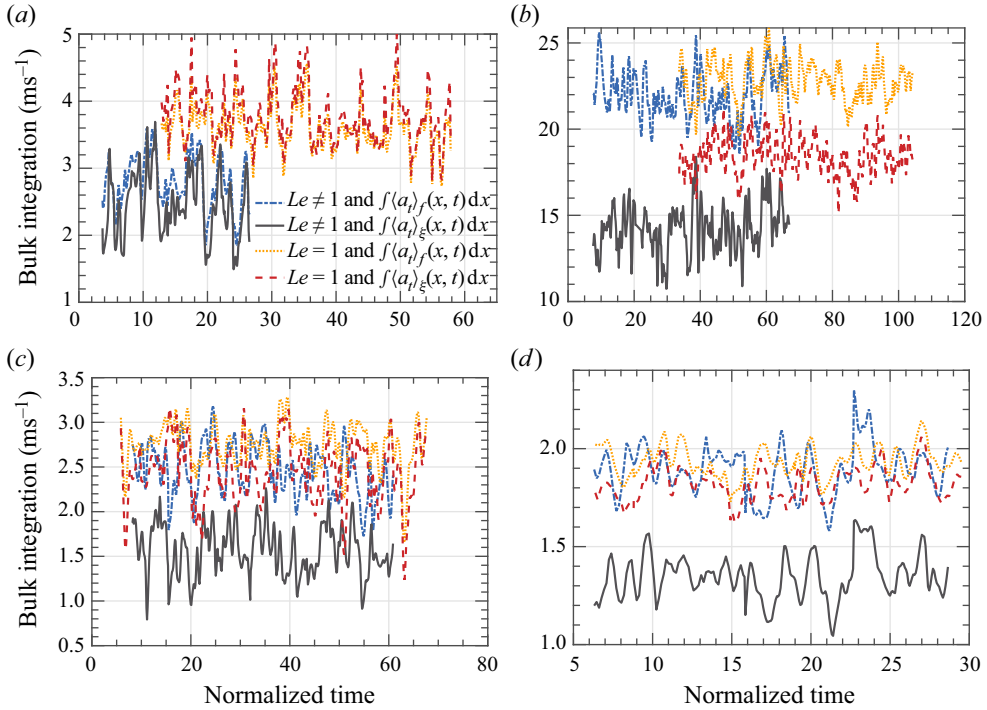 (a)
(b)
5
4
3
2
1
Bulk integration (ms⁻¹)
Le ≠ 1 and ∫⟨a_t⟩_f(x, t) dx
Le ≠ 1 and ∫⟨a_t⟩_ξ(x, t) dx
Le = 1 and ∫⟨a_t⟩_f(x, t) dx
Le = 1 and ∫⟨a_t⟩_ξ(x, t) dx
0 10 20 30 40 50 60
25
20
15
10
0 20 40 60 80 100 120
(c)
(d)
3.5
3.0
2.5
2.0
1.5
1.0
0.5
Bulk integration (ms⁻¹)
0 20 40 60 80
Normalized time
2.0
1.5
1.0
5 10 15 20 25 30
Normalized time